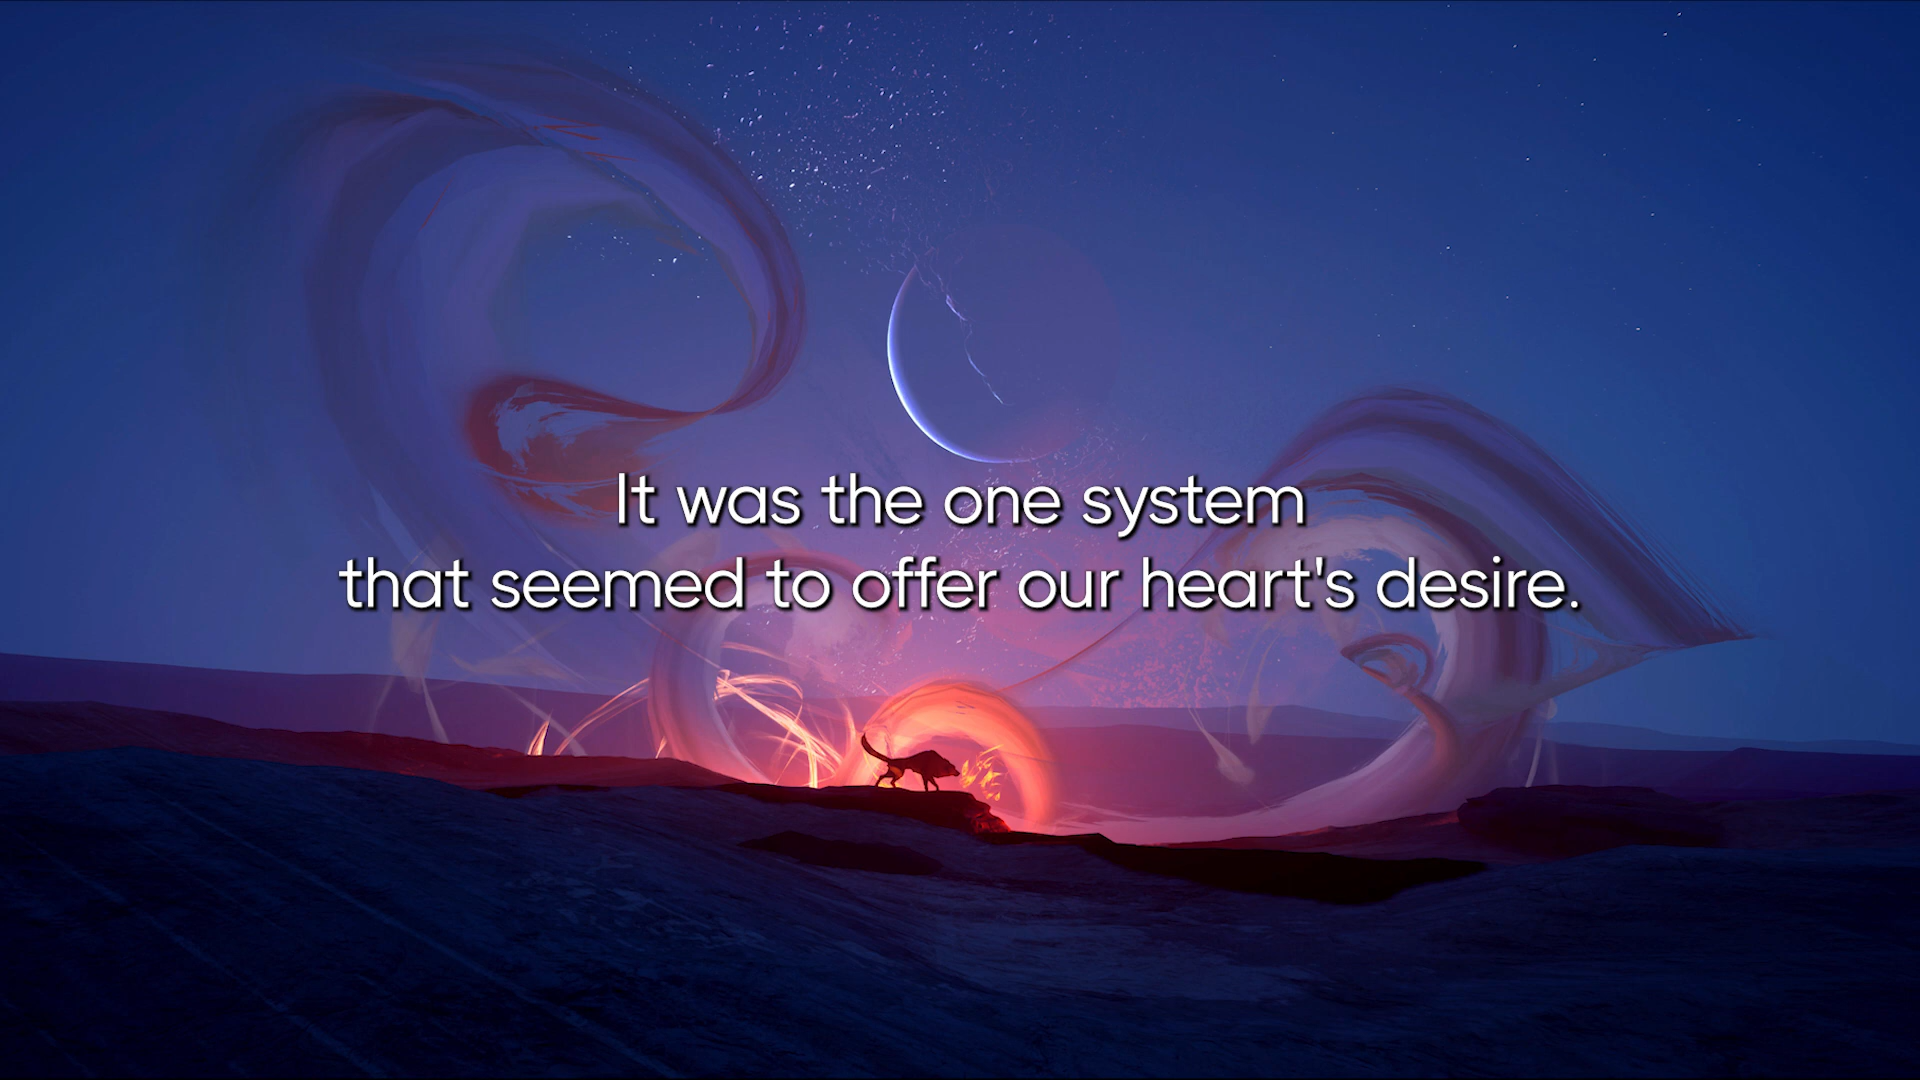 It was the one system
that seemed to offer our heart's desire.